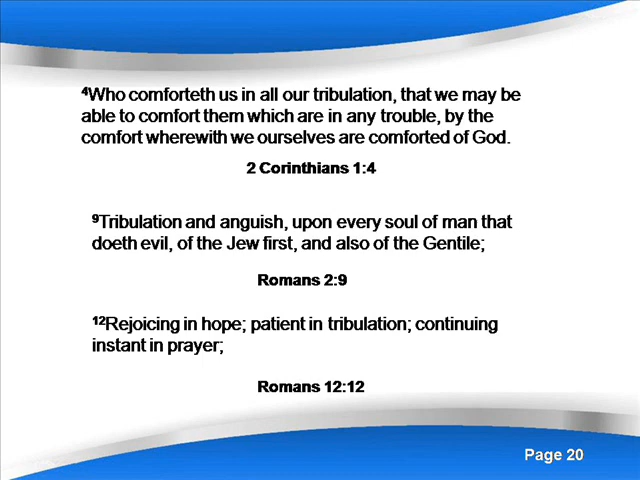 4Who comforteth us in all our tribulation, that we may be
able to comfort them which are in any trouble, by the
comfort wherewith we ourselves are comforted of God.
2 Corinthians 1:4
9Tribulation and anguish, upon every soul of man that
doeth evil, of the Jew first, and also of the Gentile;
Romans 2:9
12Rejoicing in hope; patient in tribulation; continuing
instant in prayer;
Romans 12:12
Page 20